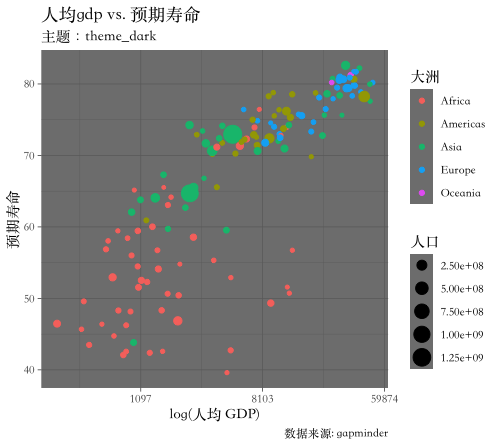 人均gdp vs. 预期寿命
主题：theme_dark
预期寿命
80
70
60
50
40
1097
8103
59874
log(人均 GDP)
大洲
Africa
Americas
Asia
Europe
Oceania
人口
2.50e+08
5.00e+08
7.50e+08
1.00e+09
1.25e+09
数据来源: gapminder